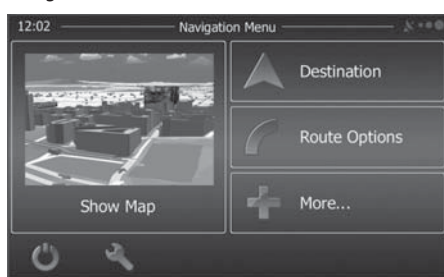 12:02 Navigation Menu
Destination
Route Options
Show Map
More...